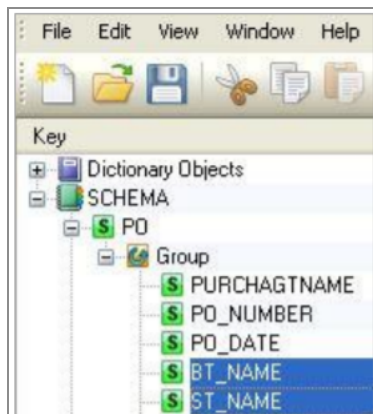 File Edit View Window Help
Key
Dictionary Objects
SCHEMA
S PO
Group
S PURCHAGTNAME
S PO_NUMBER
S PO_DATE
S BT_NAME
S ST_NAME